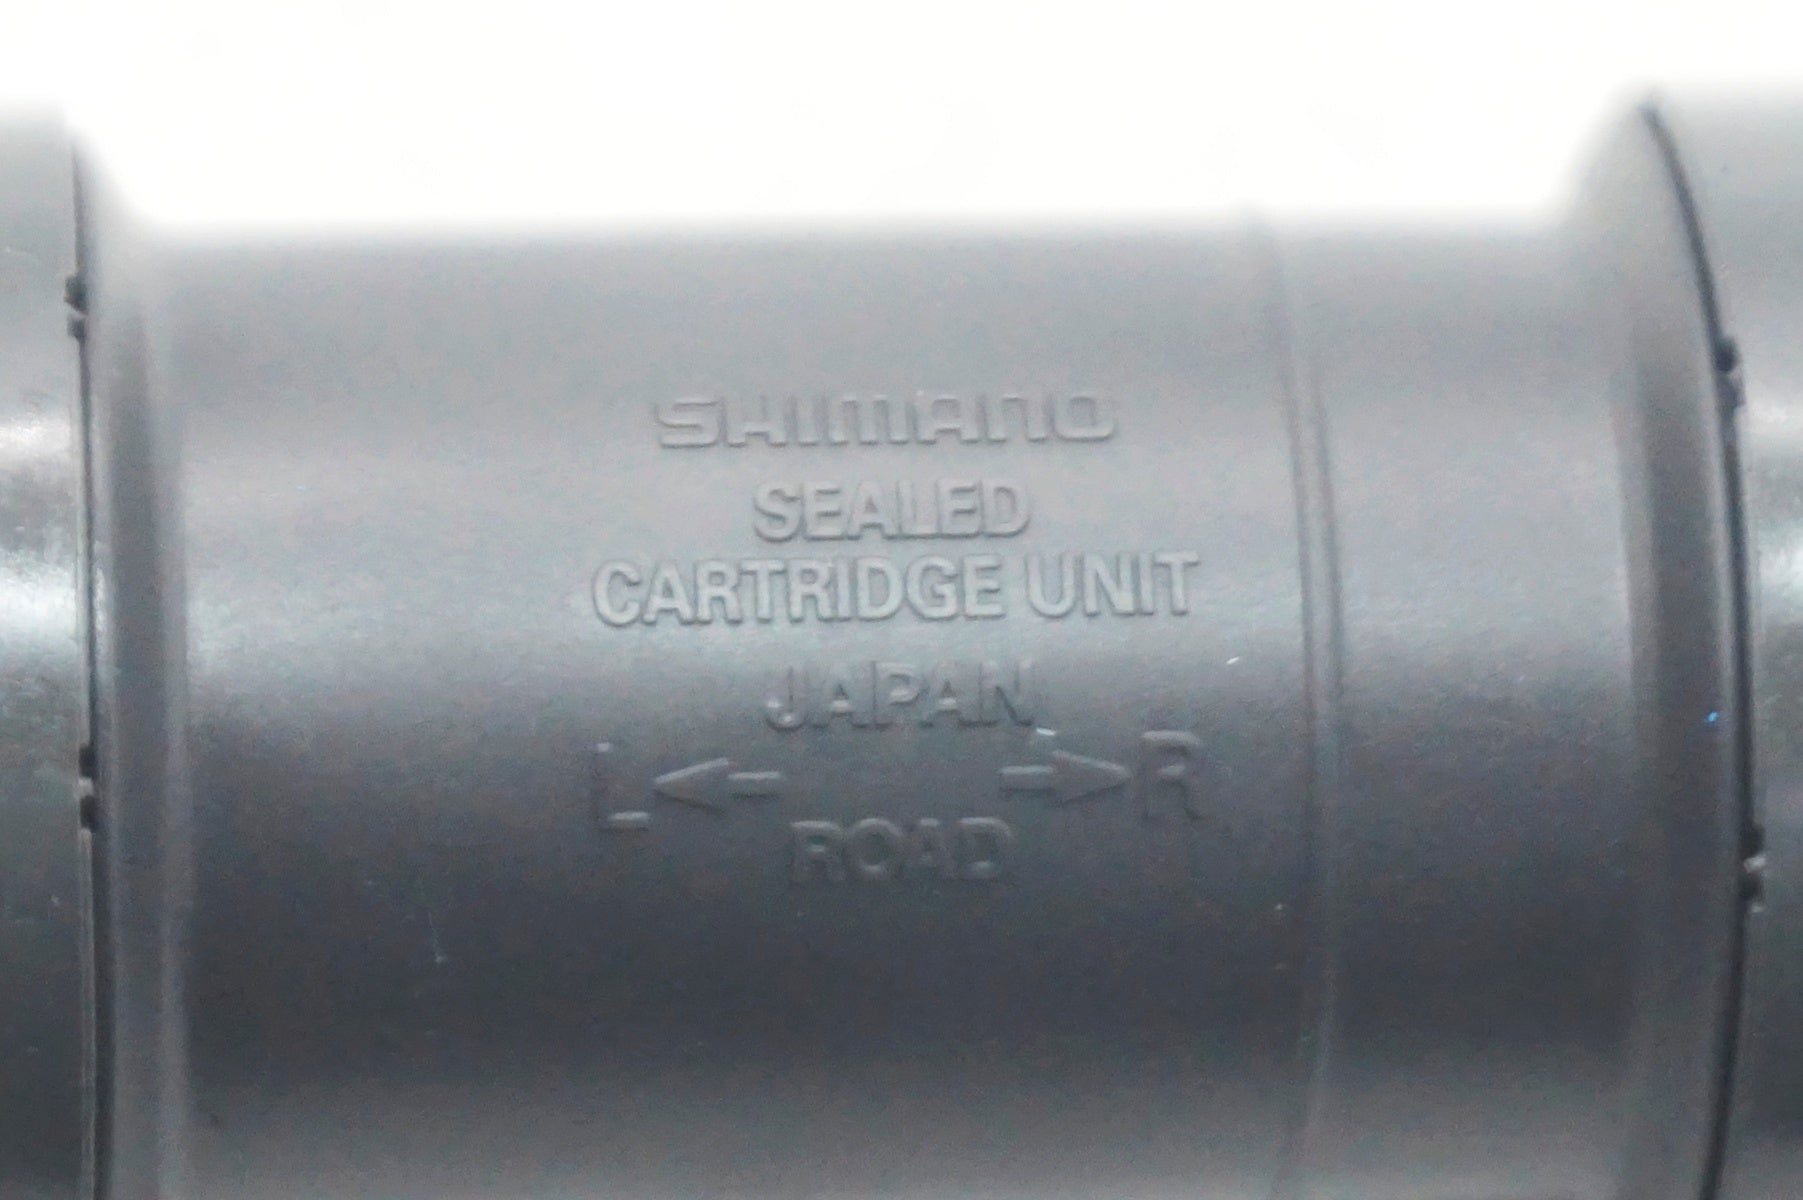 SHIMANO
SEALED
CARTRIDGE UNIT
JAPAN
L ← → R
ROAD